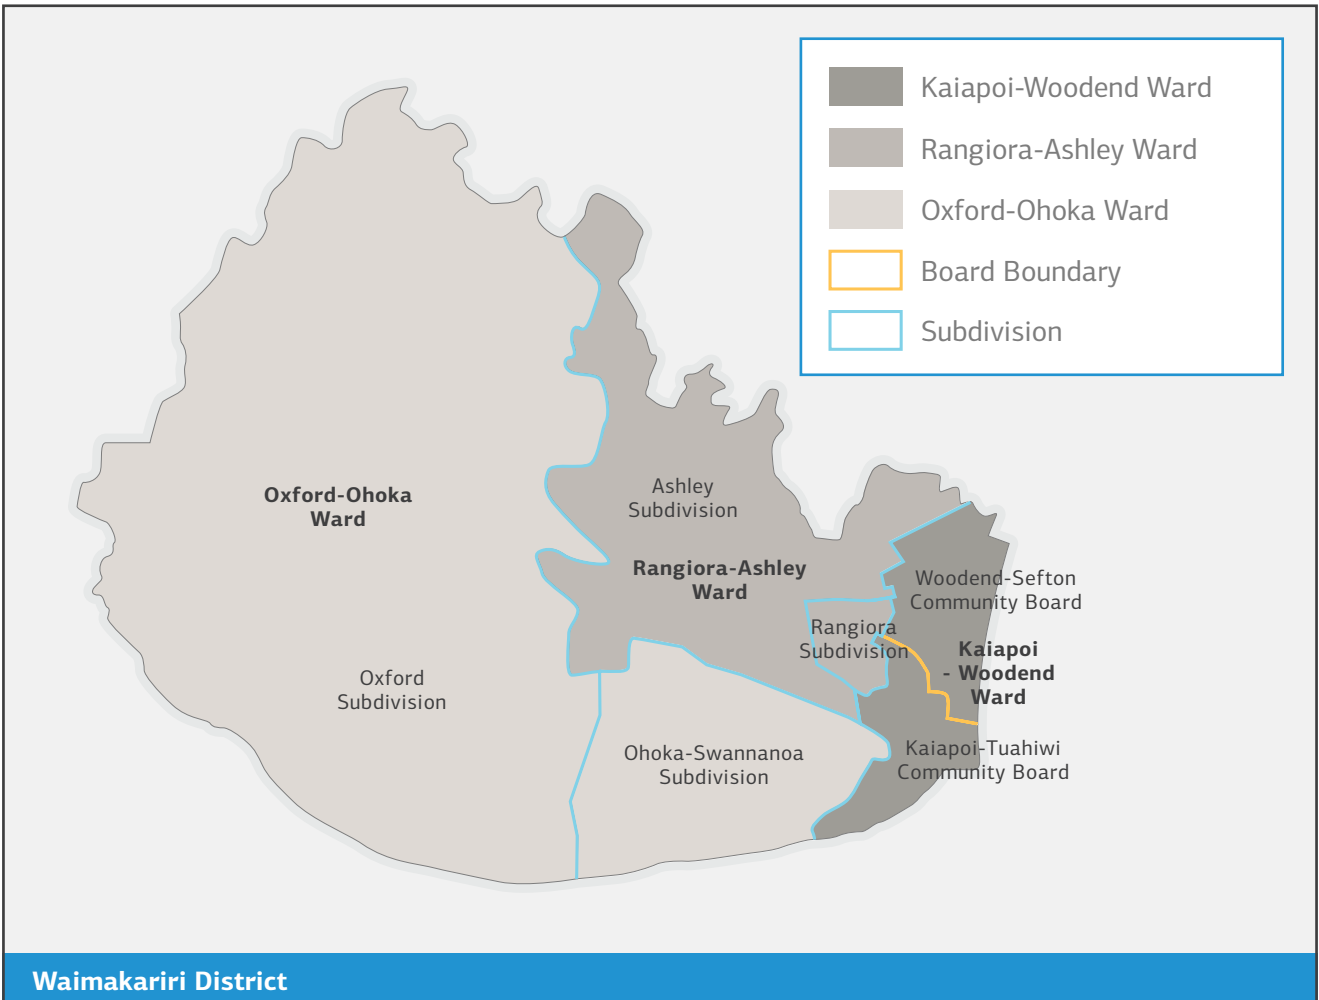 Kaiapoi-Woodend Ward
Rangiora-Ashley Ward
Oxford-Ohoka Ward
Board Boundary
Subdivision
Oxford-Ohoka
Ward
Ashley
Subdivision
Rangiora-Ashley
Ward
Woodend-Sefton
Community Board
Rangiora
Subdivision
Kaiapoi
- Woodend
Ward
Oxford
Subdivision
Ohoka-Swannanoa
Subdivision
Kaiapoi-Tuahiwi
Community Board
Waimakariri District